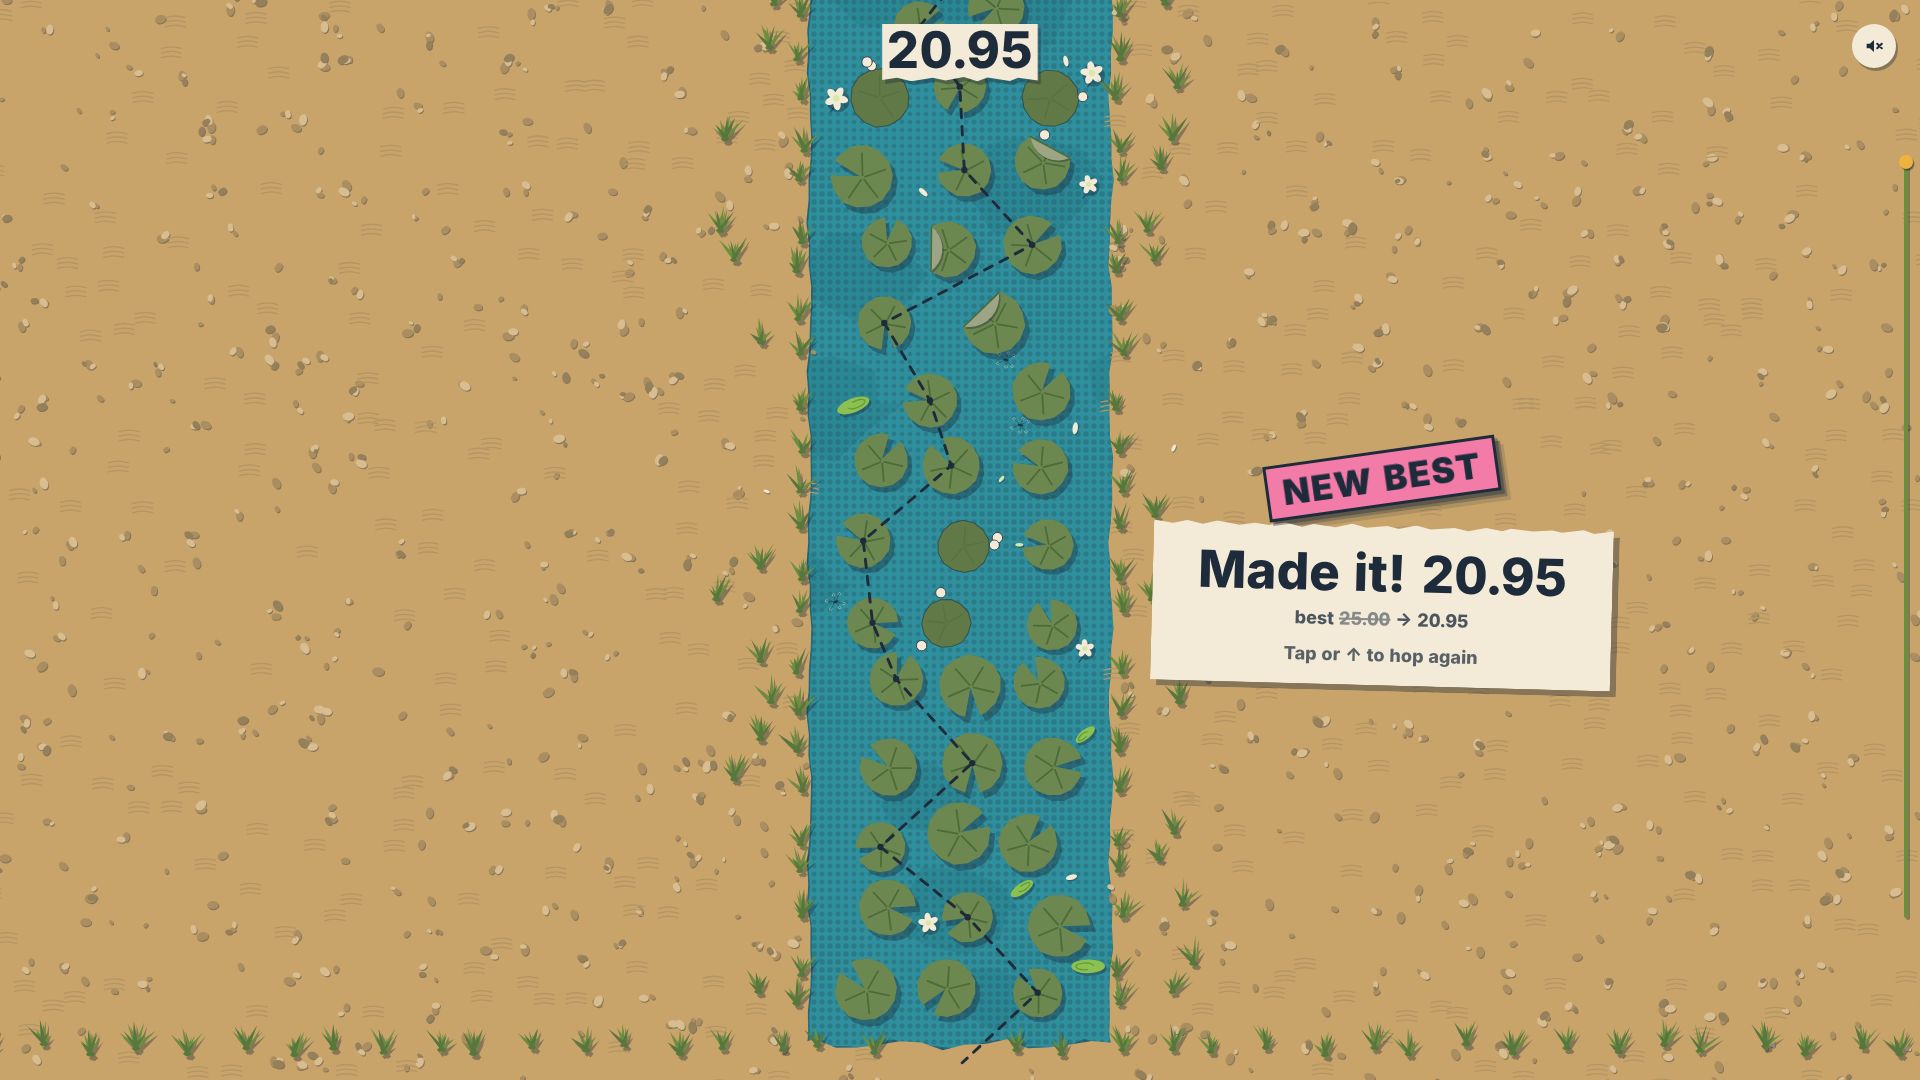 20.95
NEW BEST
Made it! 20.95
best 25.00 → 20.95
Tap or ↑ to hop again